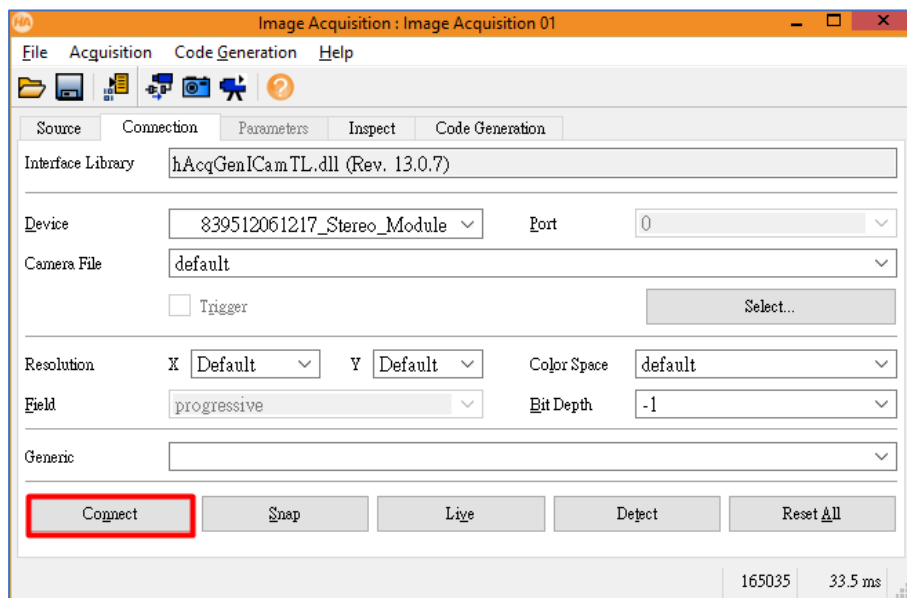 HA Image Acquisition : Image Acquisition 01
File Acquisition Code Generation Help
Source Connection Parameters Inspect Code Generation
Interface Library hAcqGenICamTL.dll (Rev. 13.0.7)
Device 839512061217_Stereo_Module Port 0
Camera File default
Trigger Select...
Resolution X Default Y Default Color Space default
Field progressive Bit Depth -1
Generic
Connect Snap Live Detect Reset All
165035 33.5 ms